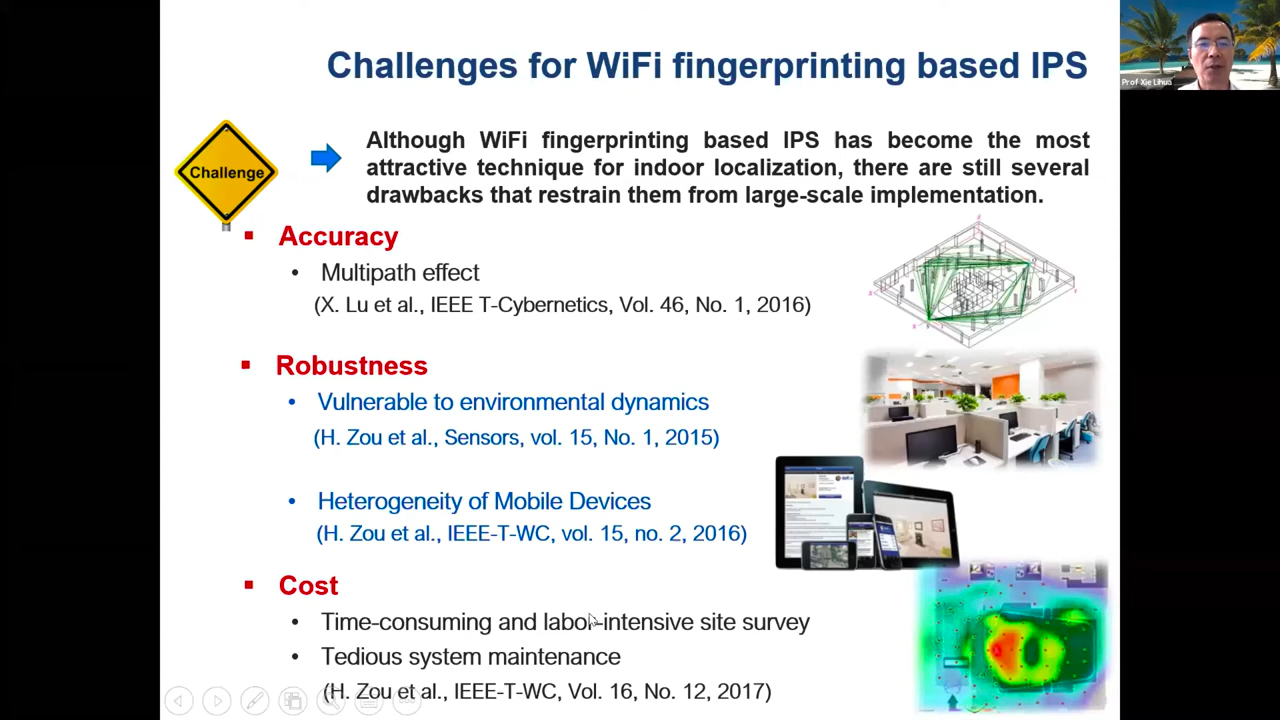 Challenges for WiFi fingerprinting based IPS
Prof Xie Lihua
Challenge
Although WiFi fingerprinting based IPS has become the most
attractive technique for indoor localization, there are still several
drawbacks that restrain them from large-scale implementation.
▪ Accuracy
• Multipath effect
(X. Lu et al., IEEE T-Cybernetics, Vol. 46, No. 1, 2016)
▪ Robustness
• Vulnerable to environmental dynamics
(H. Zou et al., Sensors, vol. 15, No. 1, 2015)
• Heterogeneity of Mobile Devices
(H. Zou et al., IEEE-T-WC, vol. 15, no. 2, 2016)
▪ Cost
• Time-consuming and labor-intensive site survey
• Tedious system maintenance
(H. Zou et al., IEEE-T-WC, Vol. 16, No. 12, 2017)